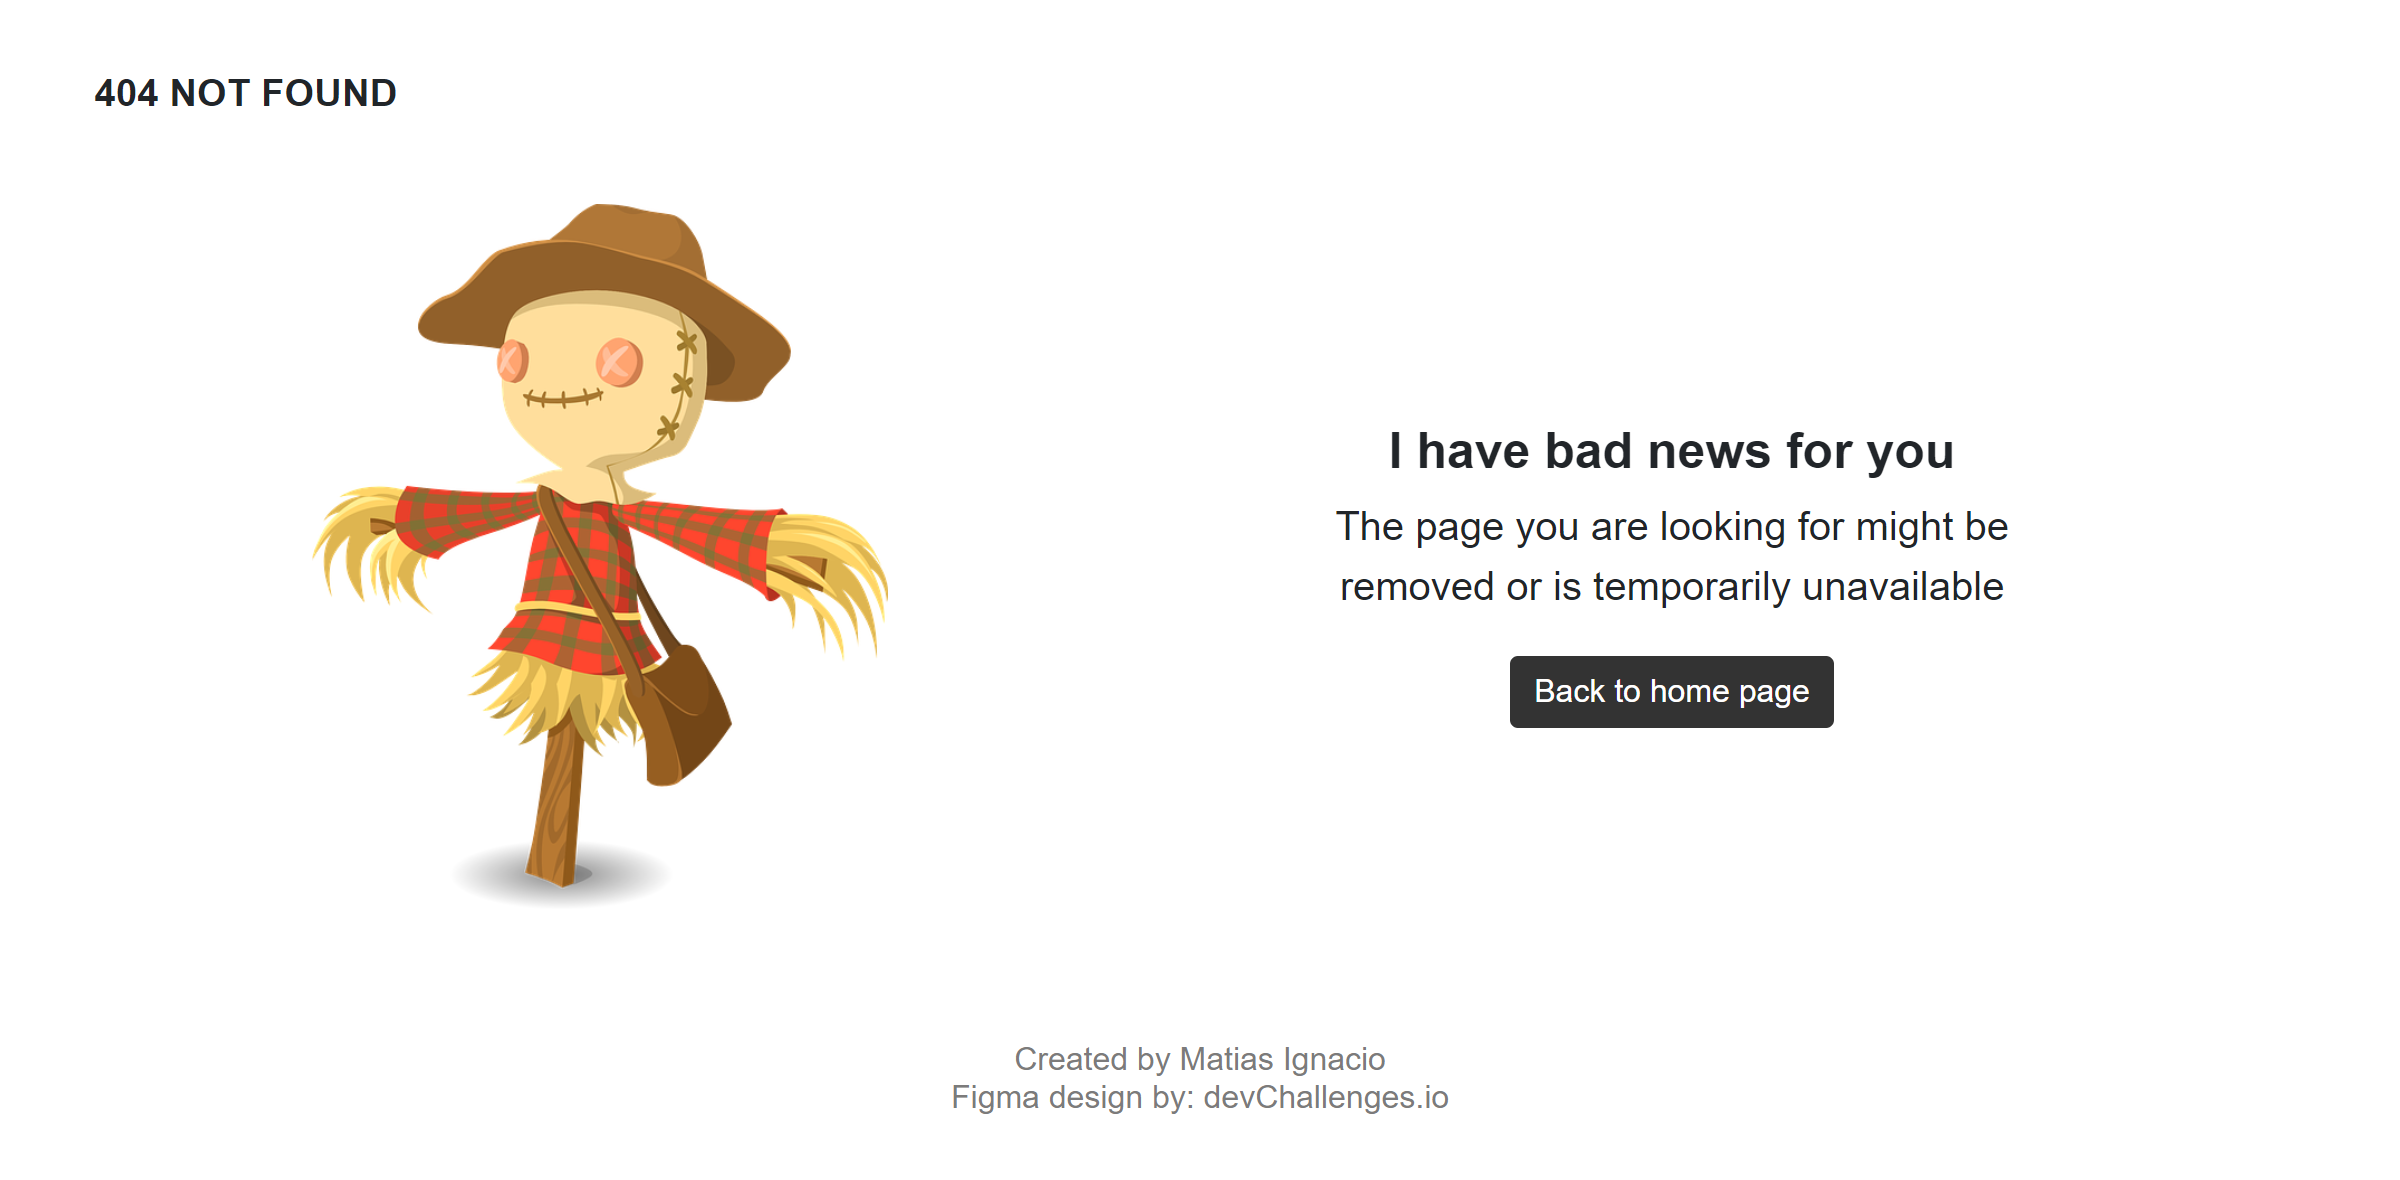 404 NOT FOUND
I have bad news for you
The page you are looking for might be
removed or is temporarily unavailable
Back to home page
Created by Matias Ignacio
Figma design by: devChallenges.io